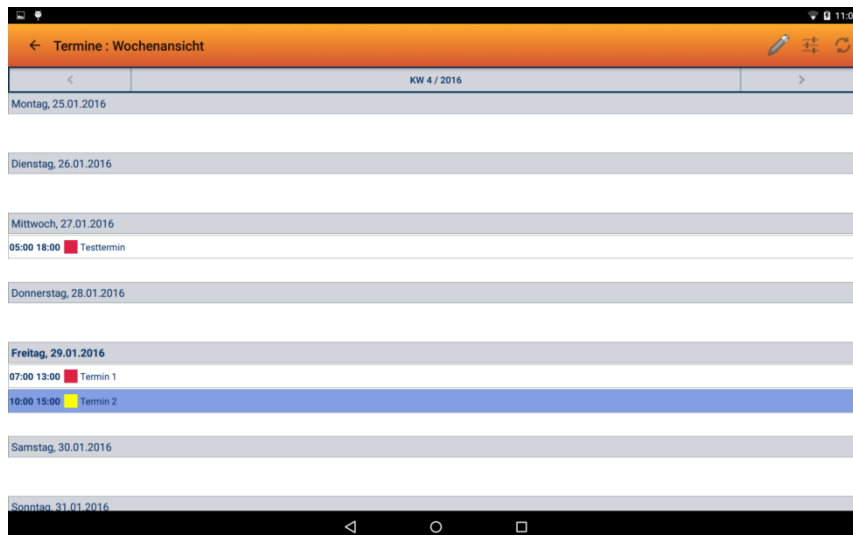 11:0
Termine : Wochenansicht
KW 4 / 2016
Montag, 25.01.2016
Dienstag, 26.01.2016
Mittwoch, 27.01.2016
05:00 18:00 Testtermin
Donnerstag, 28.01.2016
Freitag, 29.01.2016
07:00 13:00 Termin 1
10:00 15:00 Termin 2
Samstag, 30.01.2016
Sonntag, 31.01.2016